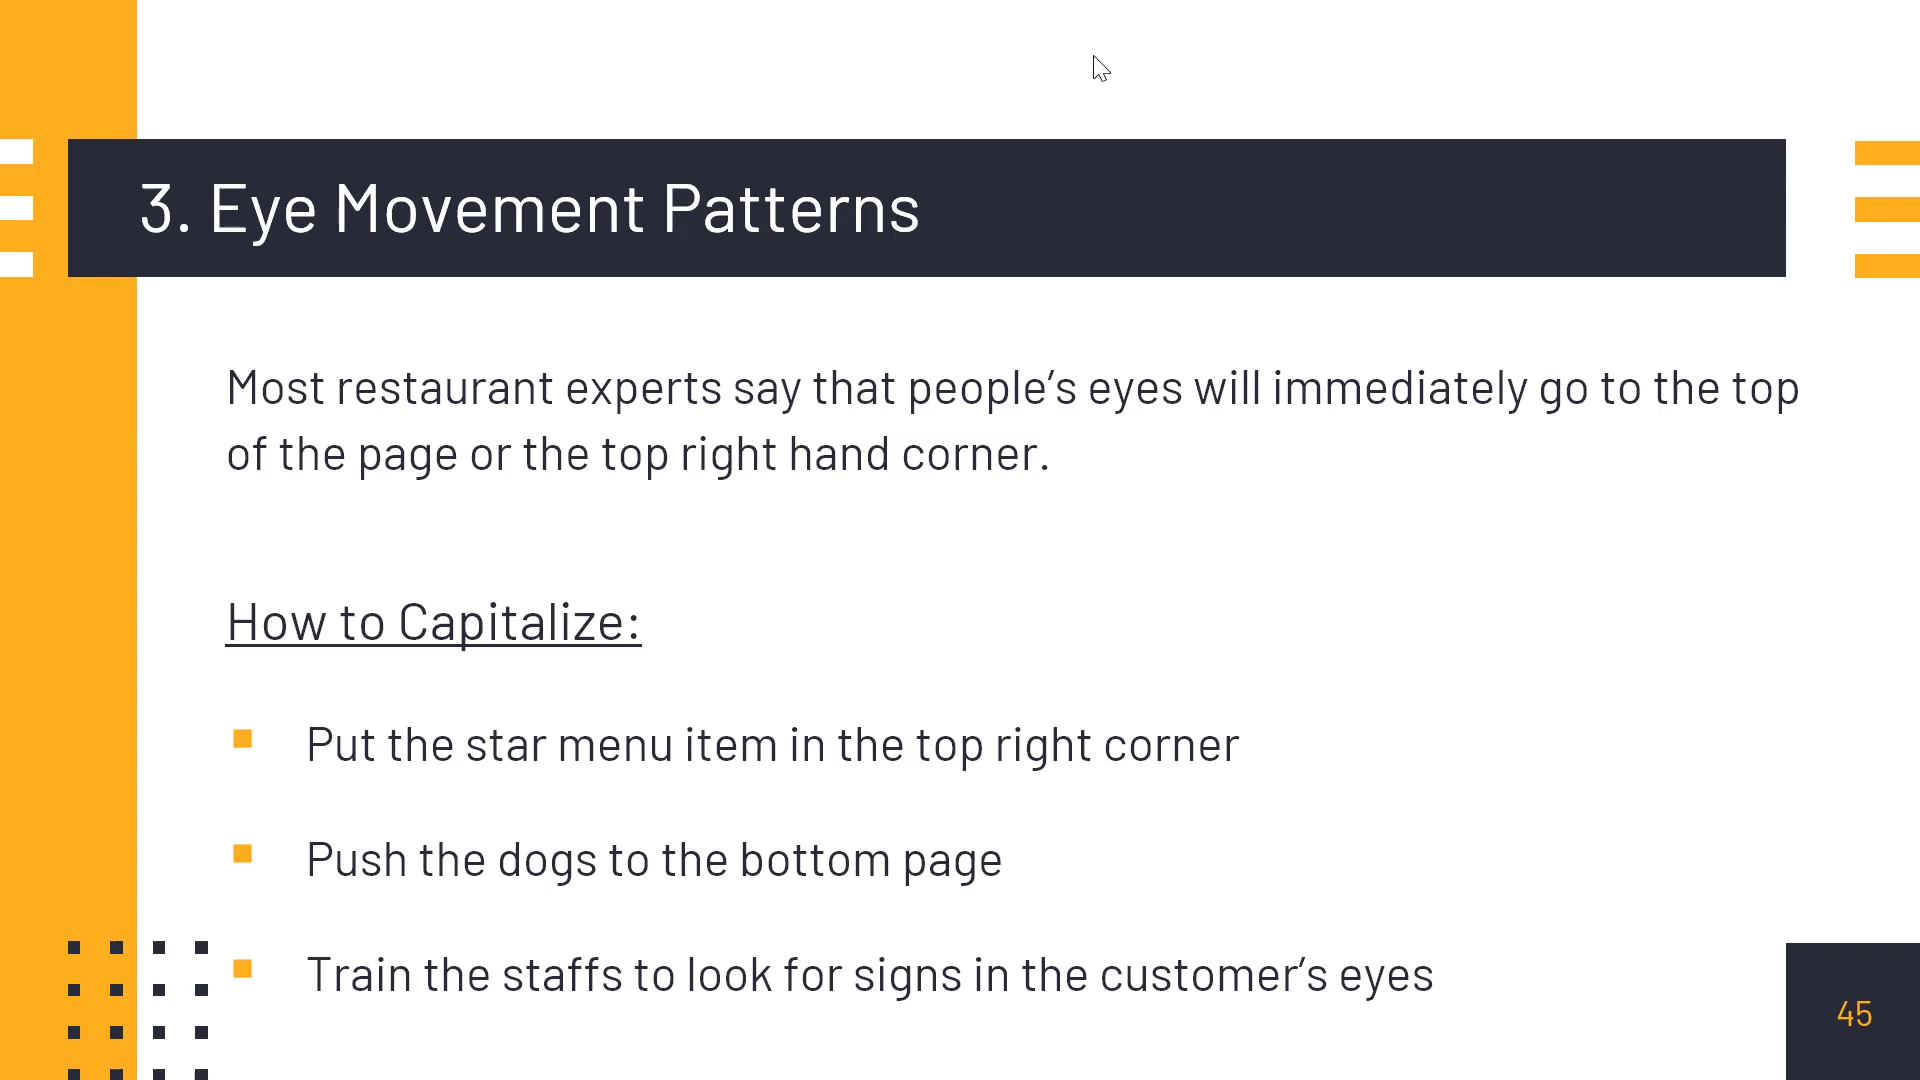 3. Eye Movement Patterns
Most restaurant experts say that people’s eyes will immediately go to the top
of the page or the top right hand corner.
How to Capitalize:
Put the star menu item in the top right corner
Push the dogs to the bottom page
Train the staffs to look for signs in the customer’s eyes
45